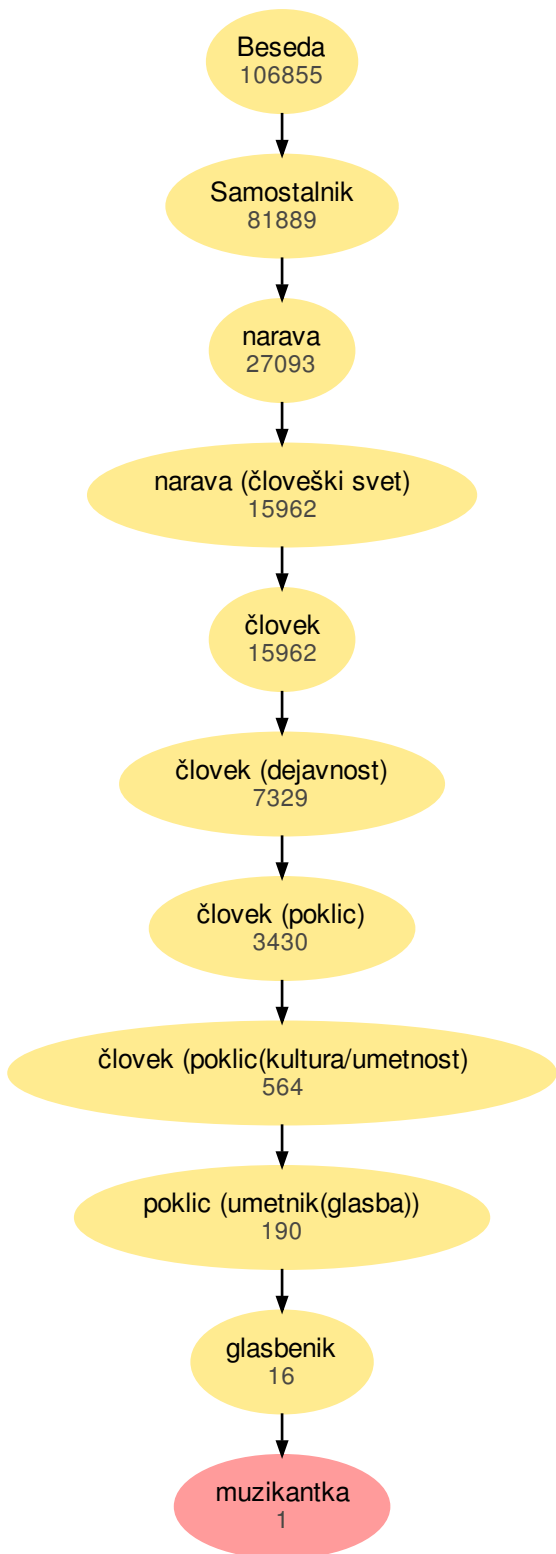 Beseda
106855
Samostalnik
81889
narava
27093
narava (človeški svet)
15962
človek
15962
človek (dejavnost)
7329
človek (poklic)
3430
človek (poklic(kultura/umetnost)
564
poklic (umetnik(glasba))
190
glasbenik
16
muzikantka
1